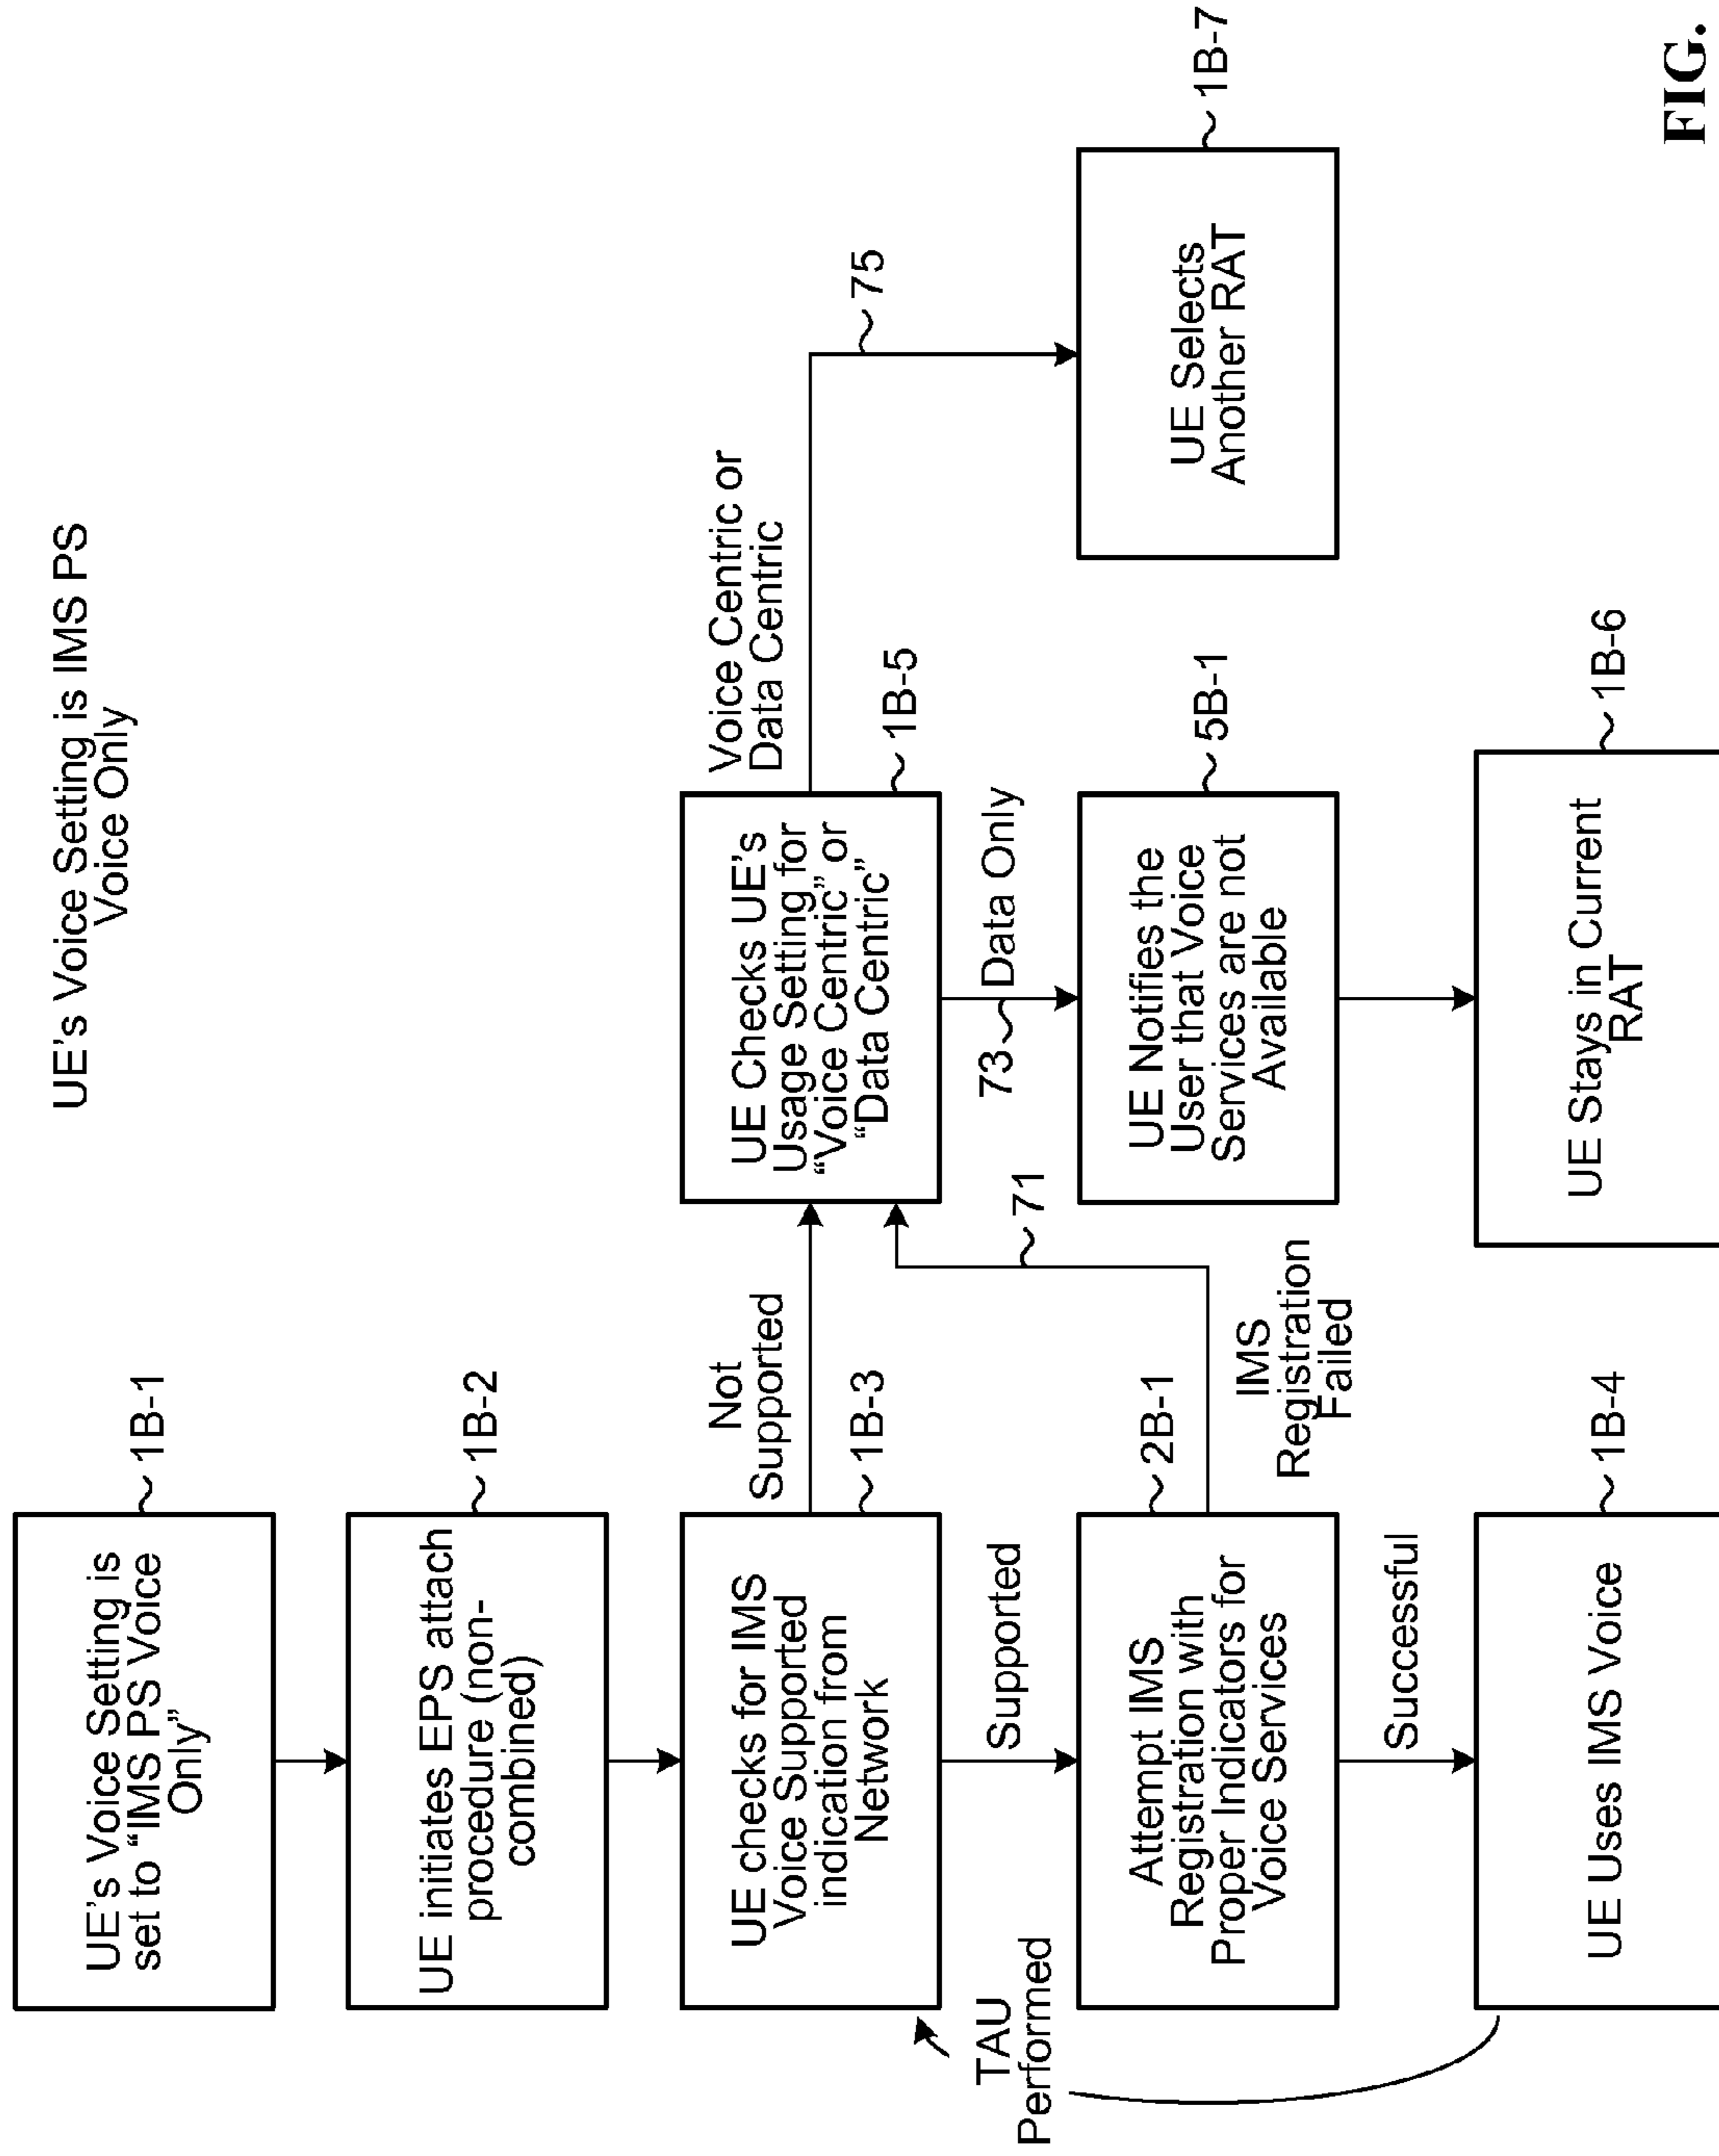 UE's Voice Setting is IMS PS
Voice Only
UE's Voice Setting is
set to “IMS PS Voice
Only”
1B-1
UE initiates EPS attach
procedure (non-
combined)
1B-2
UE checks for IMS
Voice Supported
indication from
Network
1B-3
Not
Supported
UE Checks UE's
Usage Setting for
“Voice Centric” or
“Data Centric”
1B-5
Voice Centric or
Data Centric
75
Supported
TAU
Performed
Attempt IMS
Registration with
Proper Indicators for
Voice Services
2B-1
IMS
Registration
Failed
71
73
Data Only
UE Notifies the
User that Voice
Services are not
Available
5B-1
UE Selects
Another RAT
1B-7
Successful
UE Uses IMS Voice
1B-4
UE Stays in Current
RAT
1B-6
FIG.